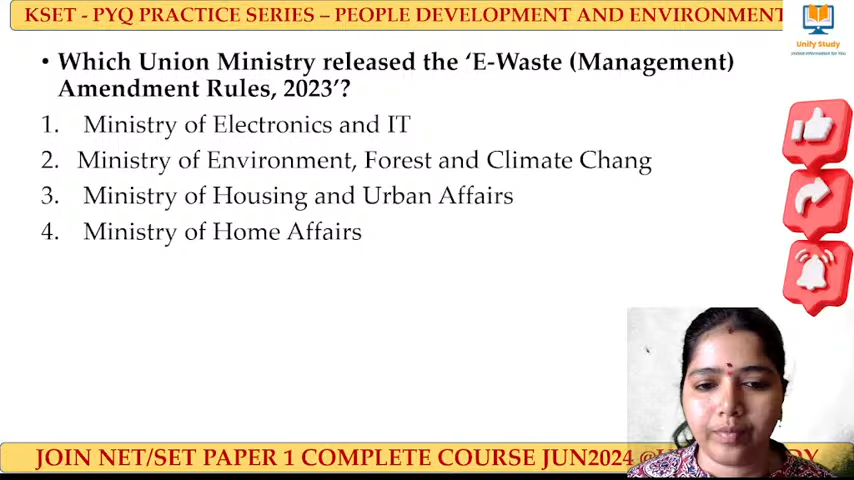 KSET - PYQ PRACTICE SERIES – PEOPLE DEVELOPMENT AND ENVIRONMENT
Unify Study
• Which Union Ministry released the ‘E-Waste (Management)
Amendment Rules, 2023’?
1. Ministry of Electronics and IT
2. Ministry of Environment, Forest and Climate Chang
3. Ministry of Housing and Urban Affairs
4. Ministry of Home Affairs
JOIN NET/SET PAPER 1 COMPLETE COURSE JUN2024